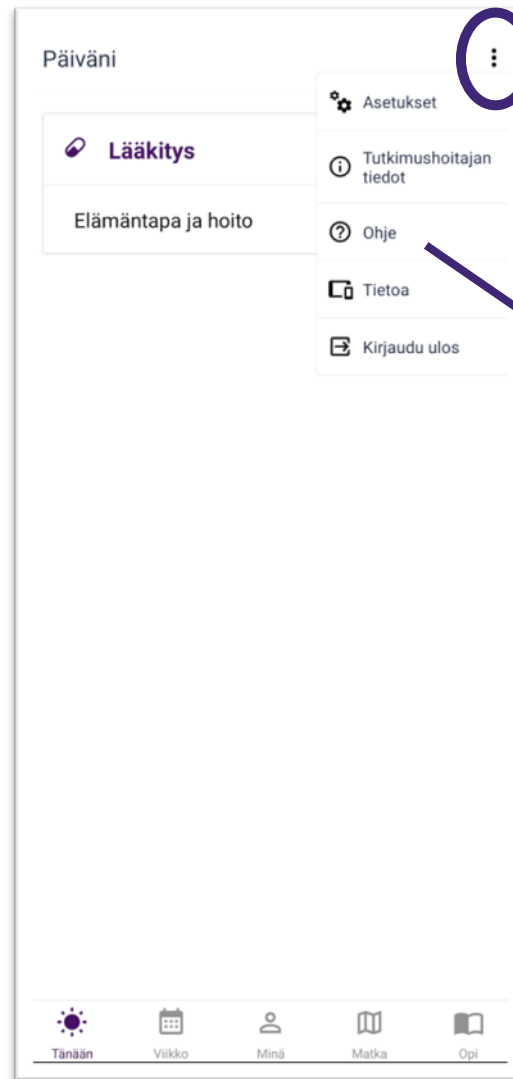 Päiväni
Asetukset
Lääkitys
Tutkimushoitajan
tiedot
Elämäntapa ja hoito
Ohje
Tietoa
Kirjaudu ulos
Tänään
Viikko
Minä
Matka
Opi